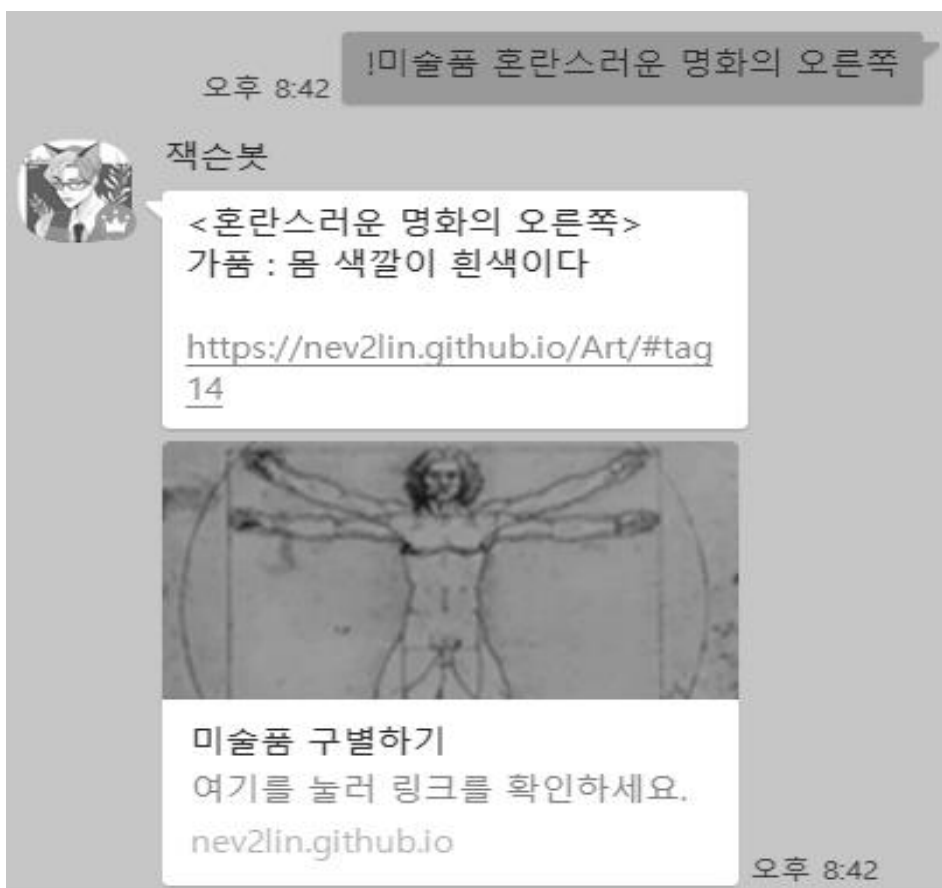 !미술품 혼란스러운 명화의 오른쪽
오후 8:42
잭슨봇
<혼란스러운 명화의 오른쪽>
가품 : 몸 색깔이 흰색이다
https://nev2lin.github.io/Art/#tag
14
미술품 구별하기
여기를 눌러 링크를 확인하세요.
nev2lin.github.io
오후 8:42